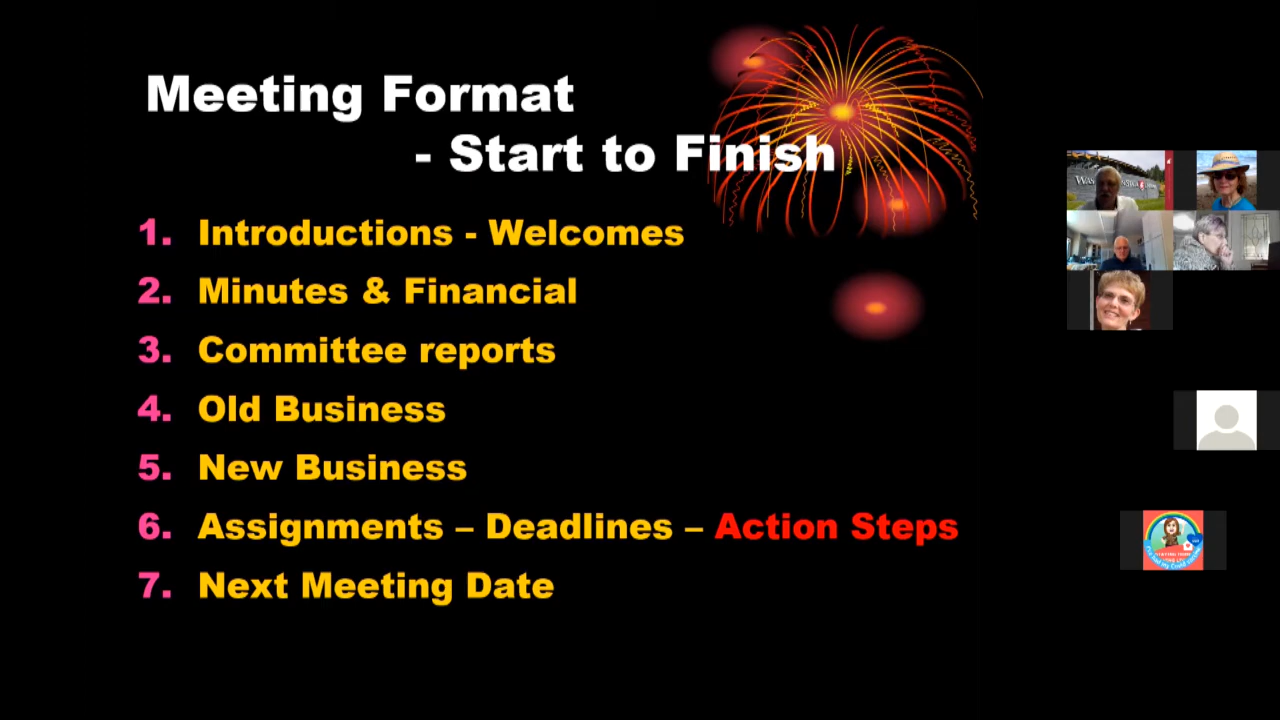 Meeting Format
- Start to Finish
1. Introductions - Welcomes
2. Minutes & Financial
3. Committee reports
4. Old Business
5. New Business
6. Assignments – Deadlines – Action Steps
7. Next Meeting Date